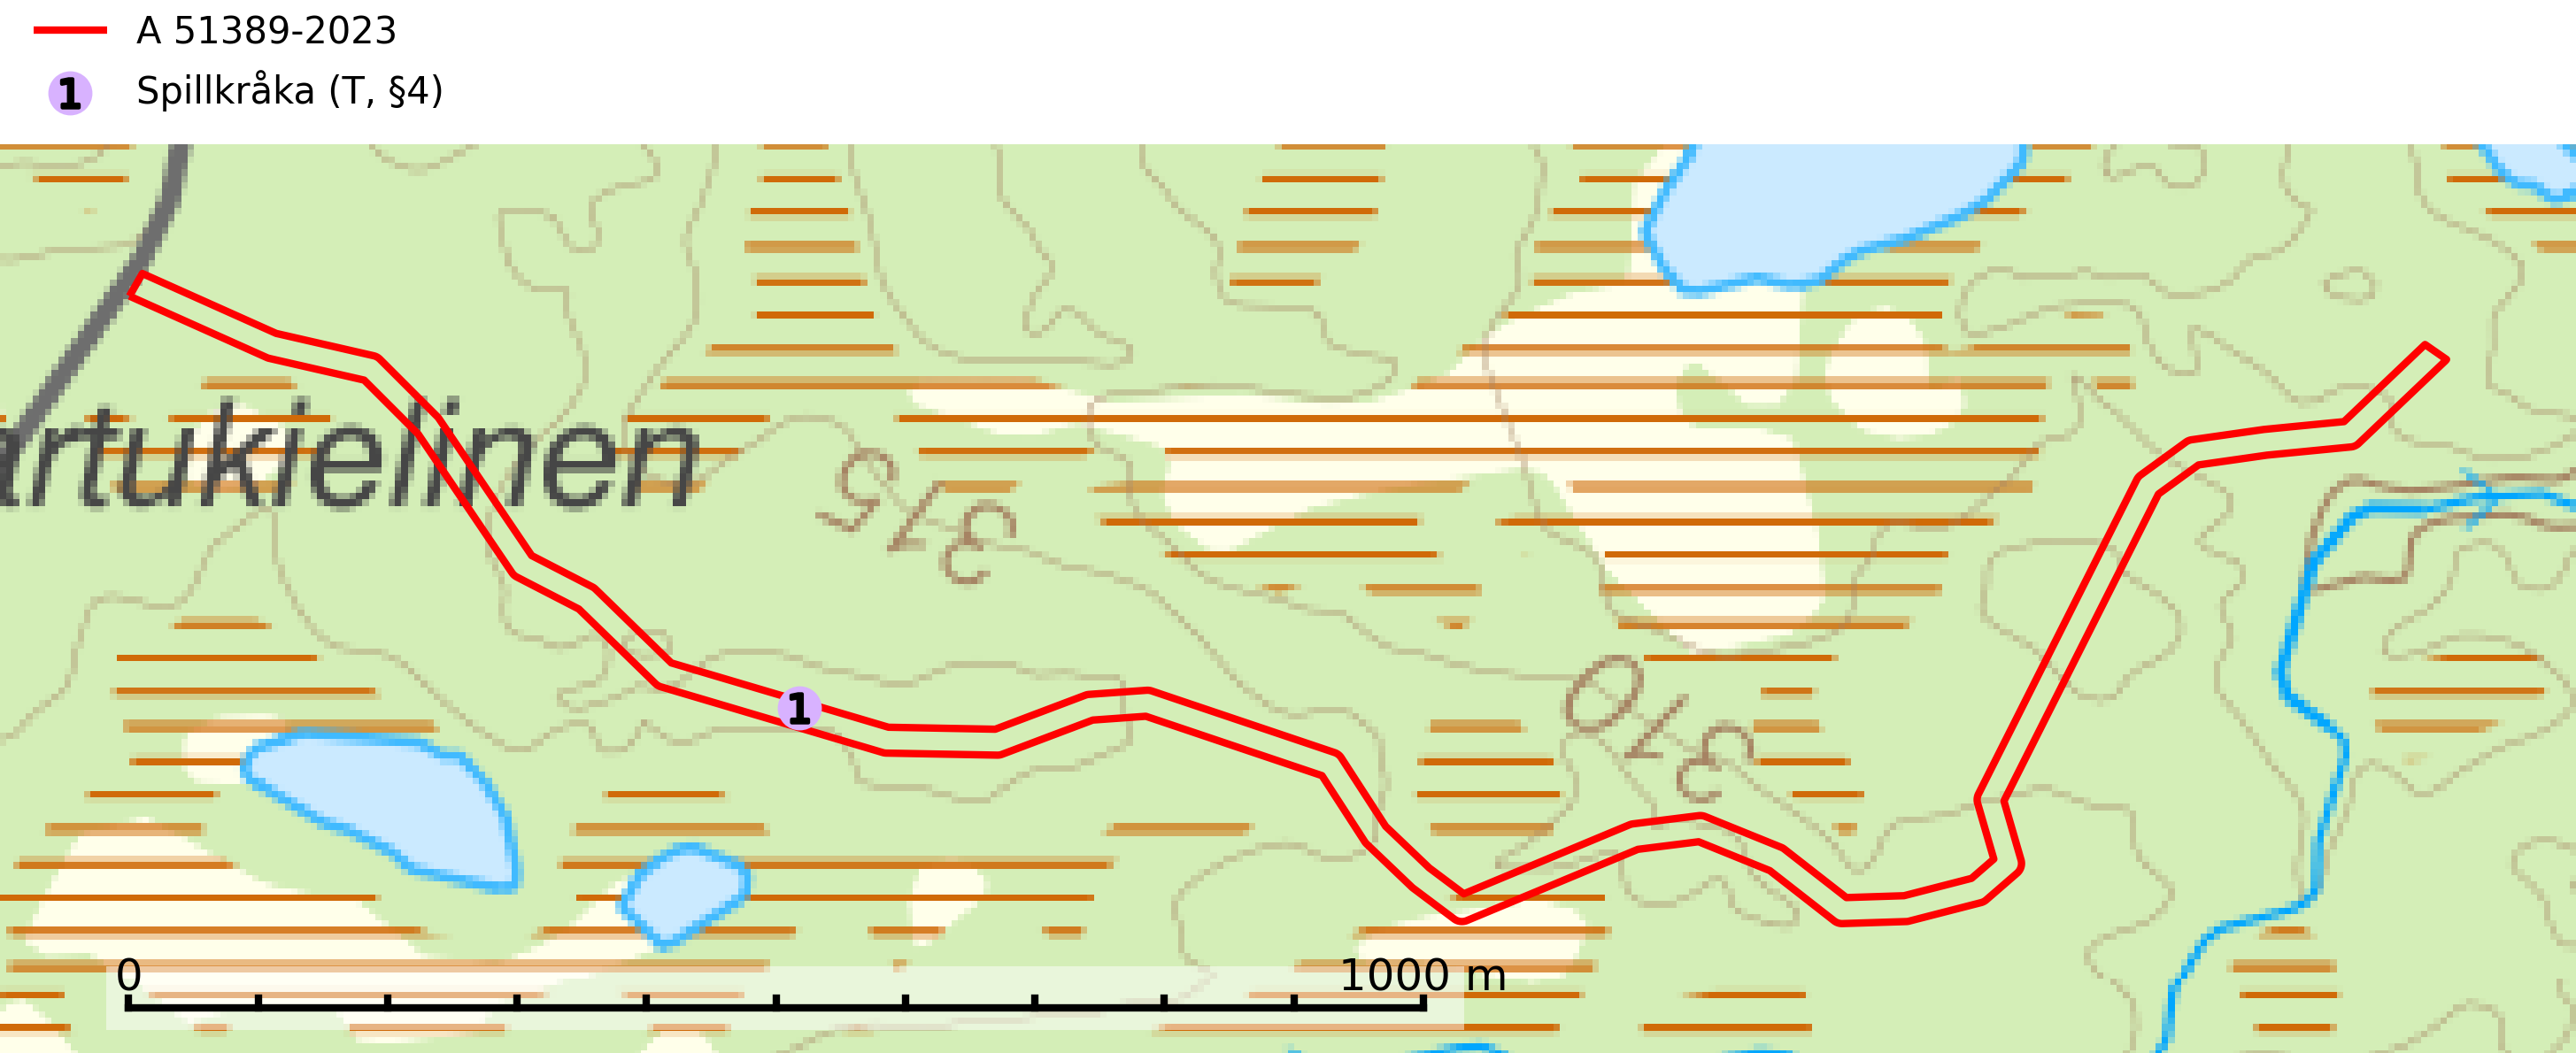 A 51389-2023
1 Spillkråka (T, §4)
artukielinen
315
310
1
0 1000 m